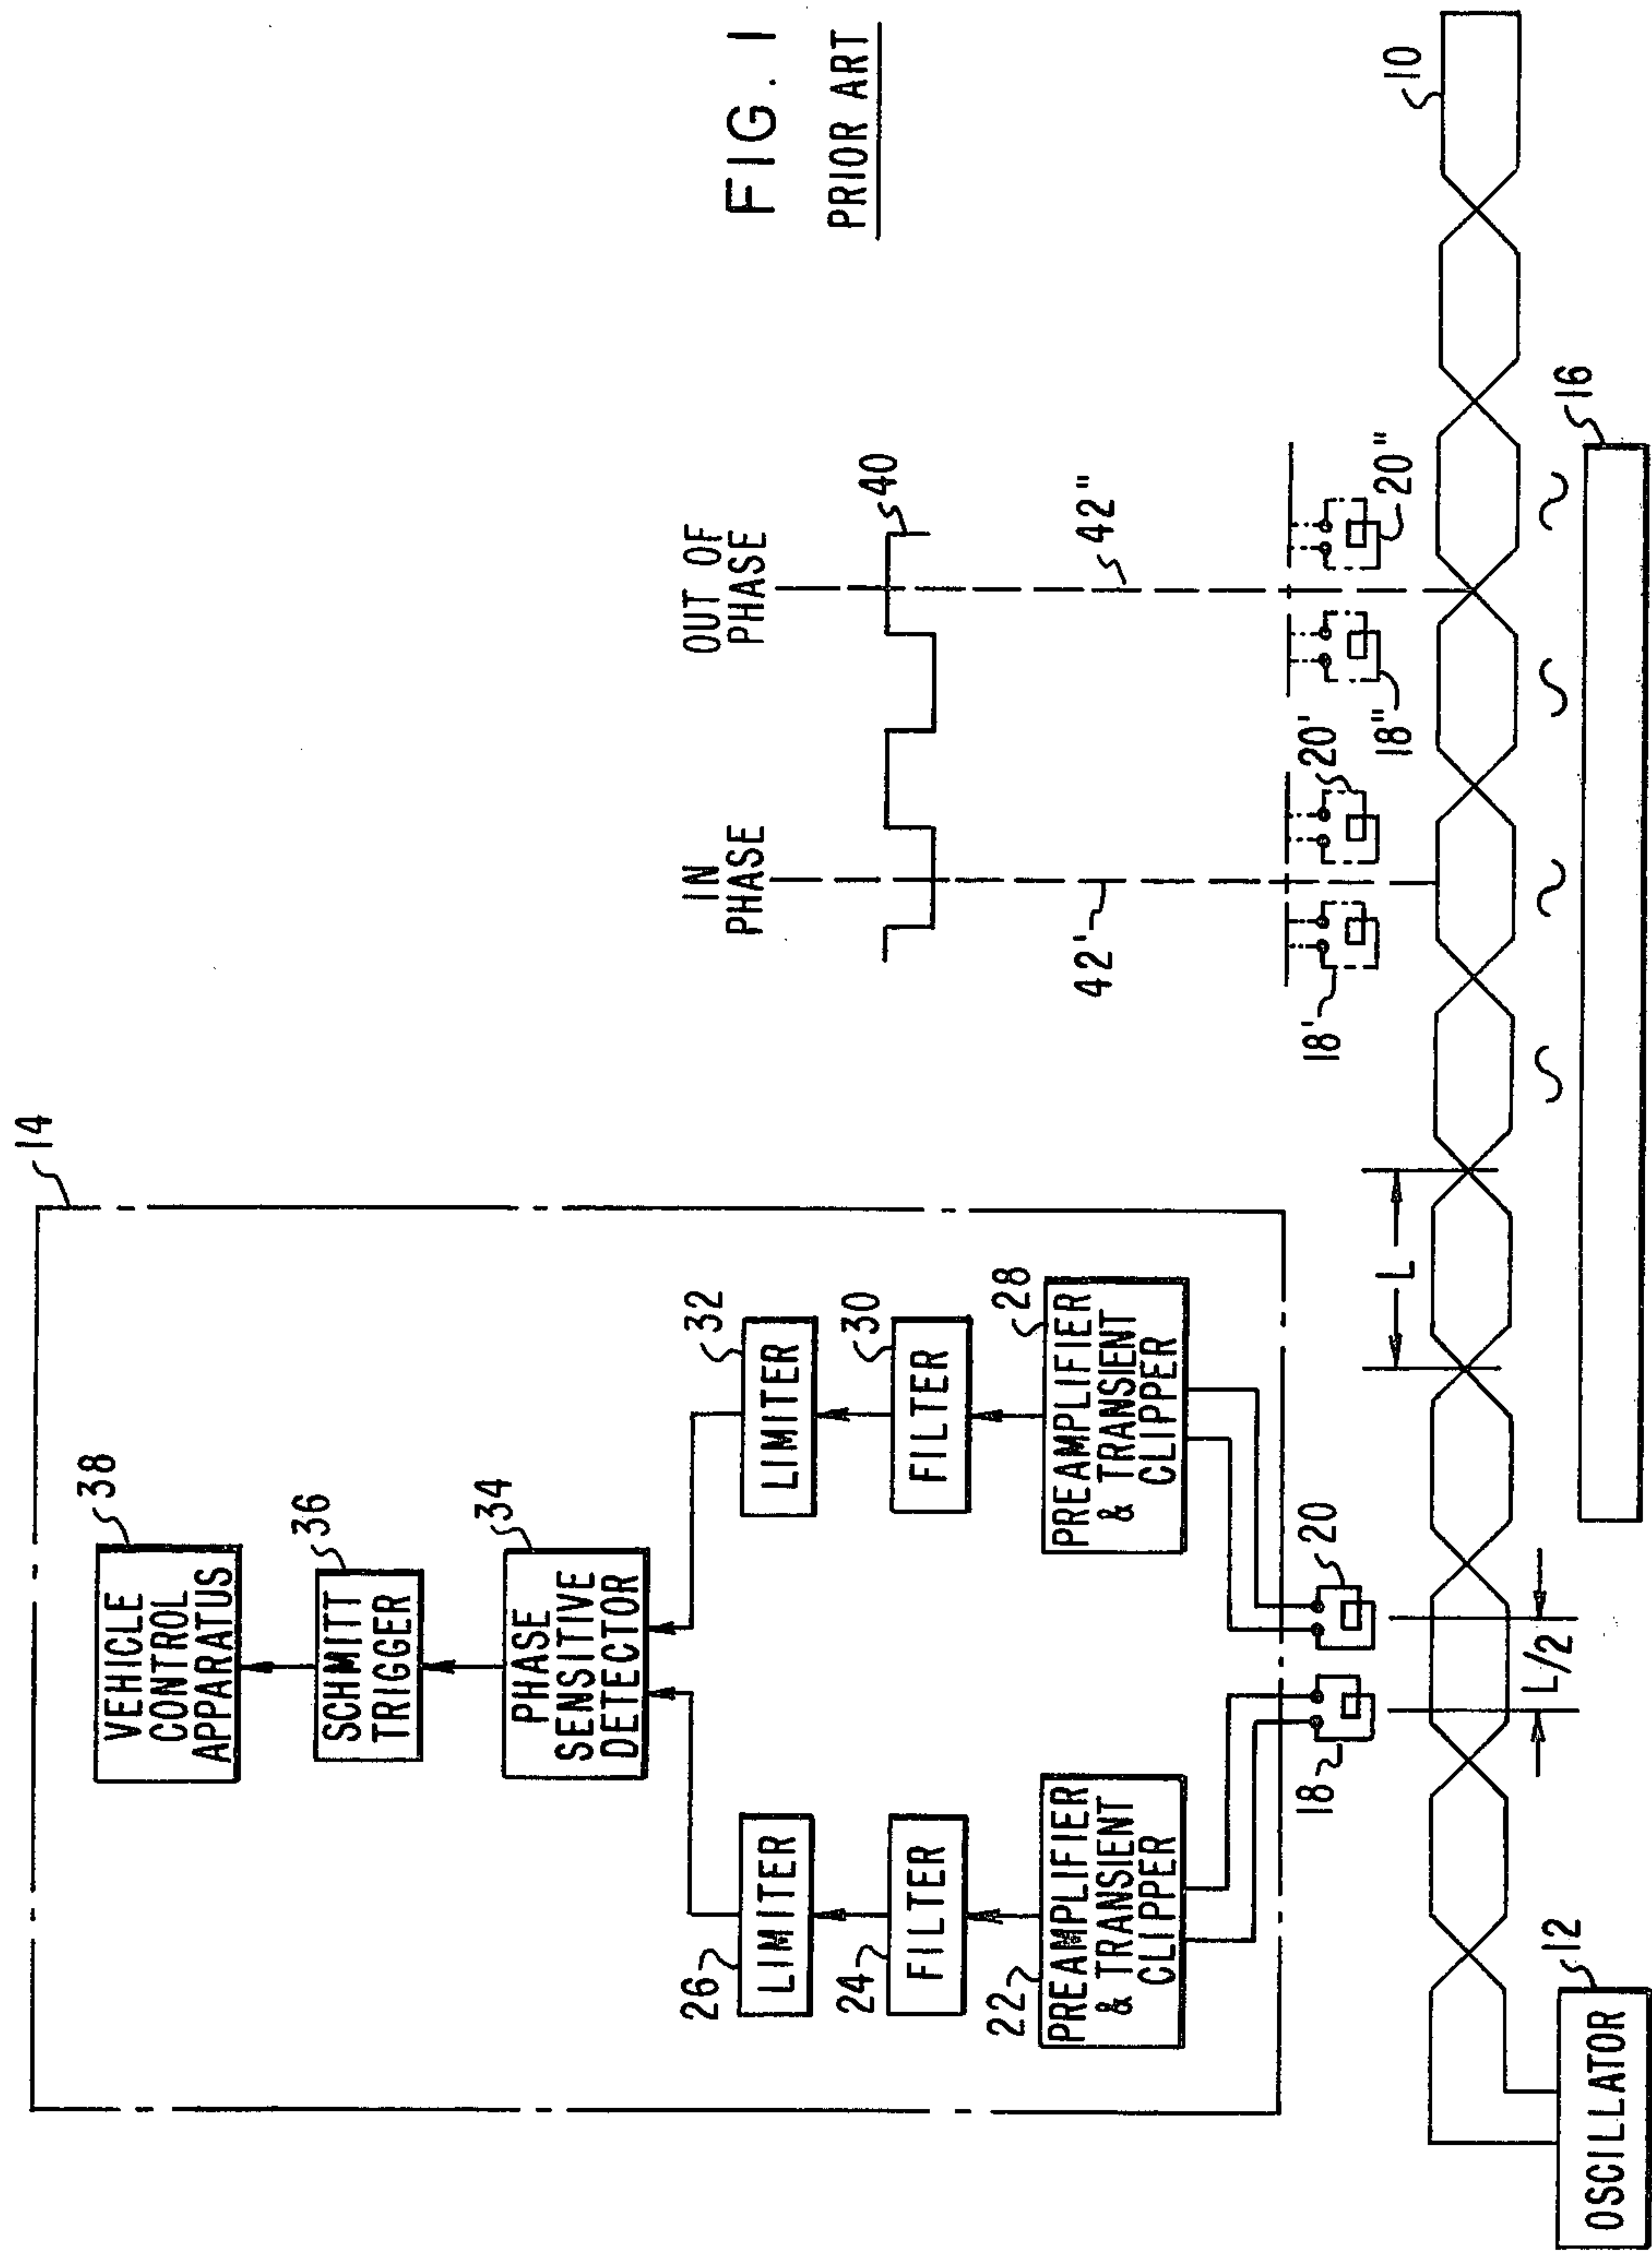 FIG. 1
PRIOR ART
14
VEHICLE
CONTROL
APPARATUS
38
SCHMITT
TRIGGER
36
PHASE
SENSITIVE
DETECTOR
34
26
LIMITER
LIMITER
32
24
FILTER
FILTER
30
22
PREAMPLIFIER
& TRANSIENT
CLIPPER
PREAMPLIFIER
& TRANSIENT
CLIPPER
28
18
20
IN
PHASE
OUT OF
PHASE
40
42'
42"
18'
20'
18"
20"
L
L/2
10
12
OSCILLATOR
16